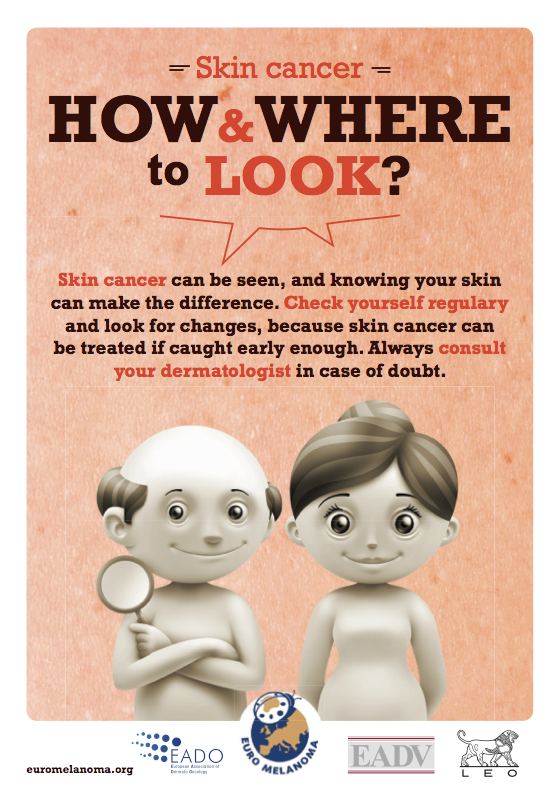 Skin cancer
HOW&WHERE
to LOOK?
Skin cancer can be seen, and knowing your skin
can make the difference. Check yourself regulary
and look for changes, because skin cancer can
be treated if caught early enough. Always consult
your dermatologist in case of doubt.
euromelanoma.org
EADO
European Association of
Dermato Oncology
EURO MELANOMA
EADV
LEO